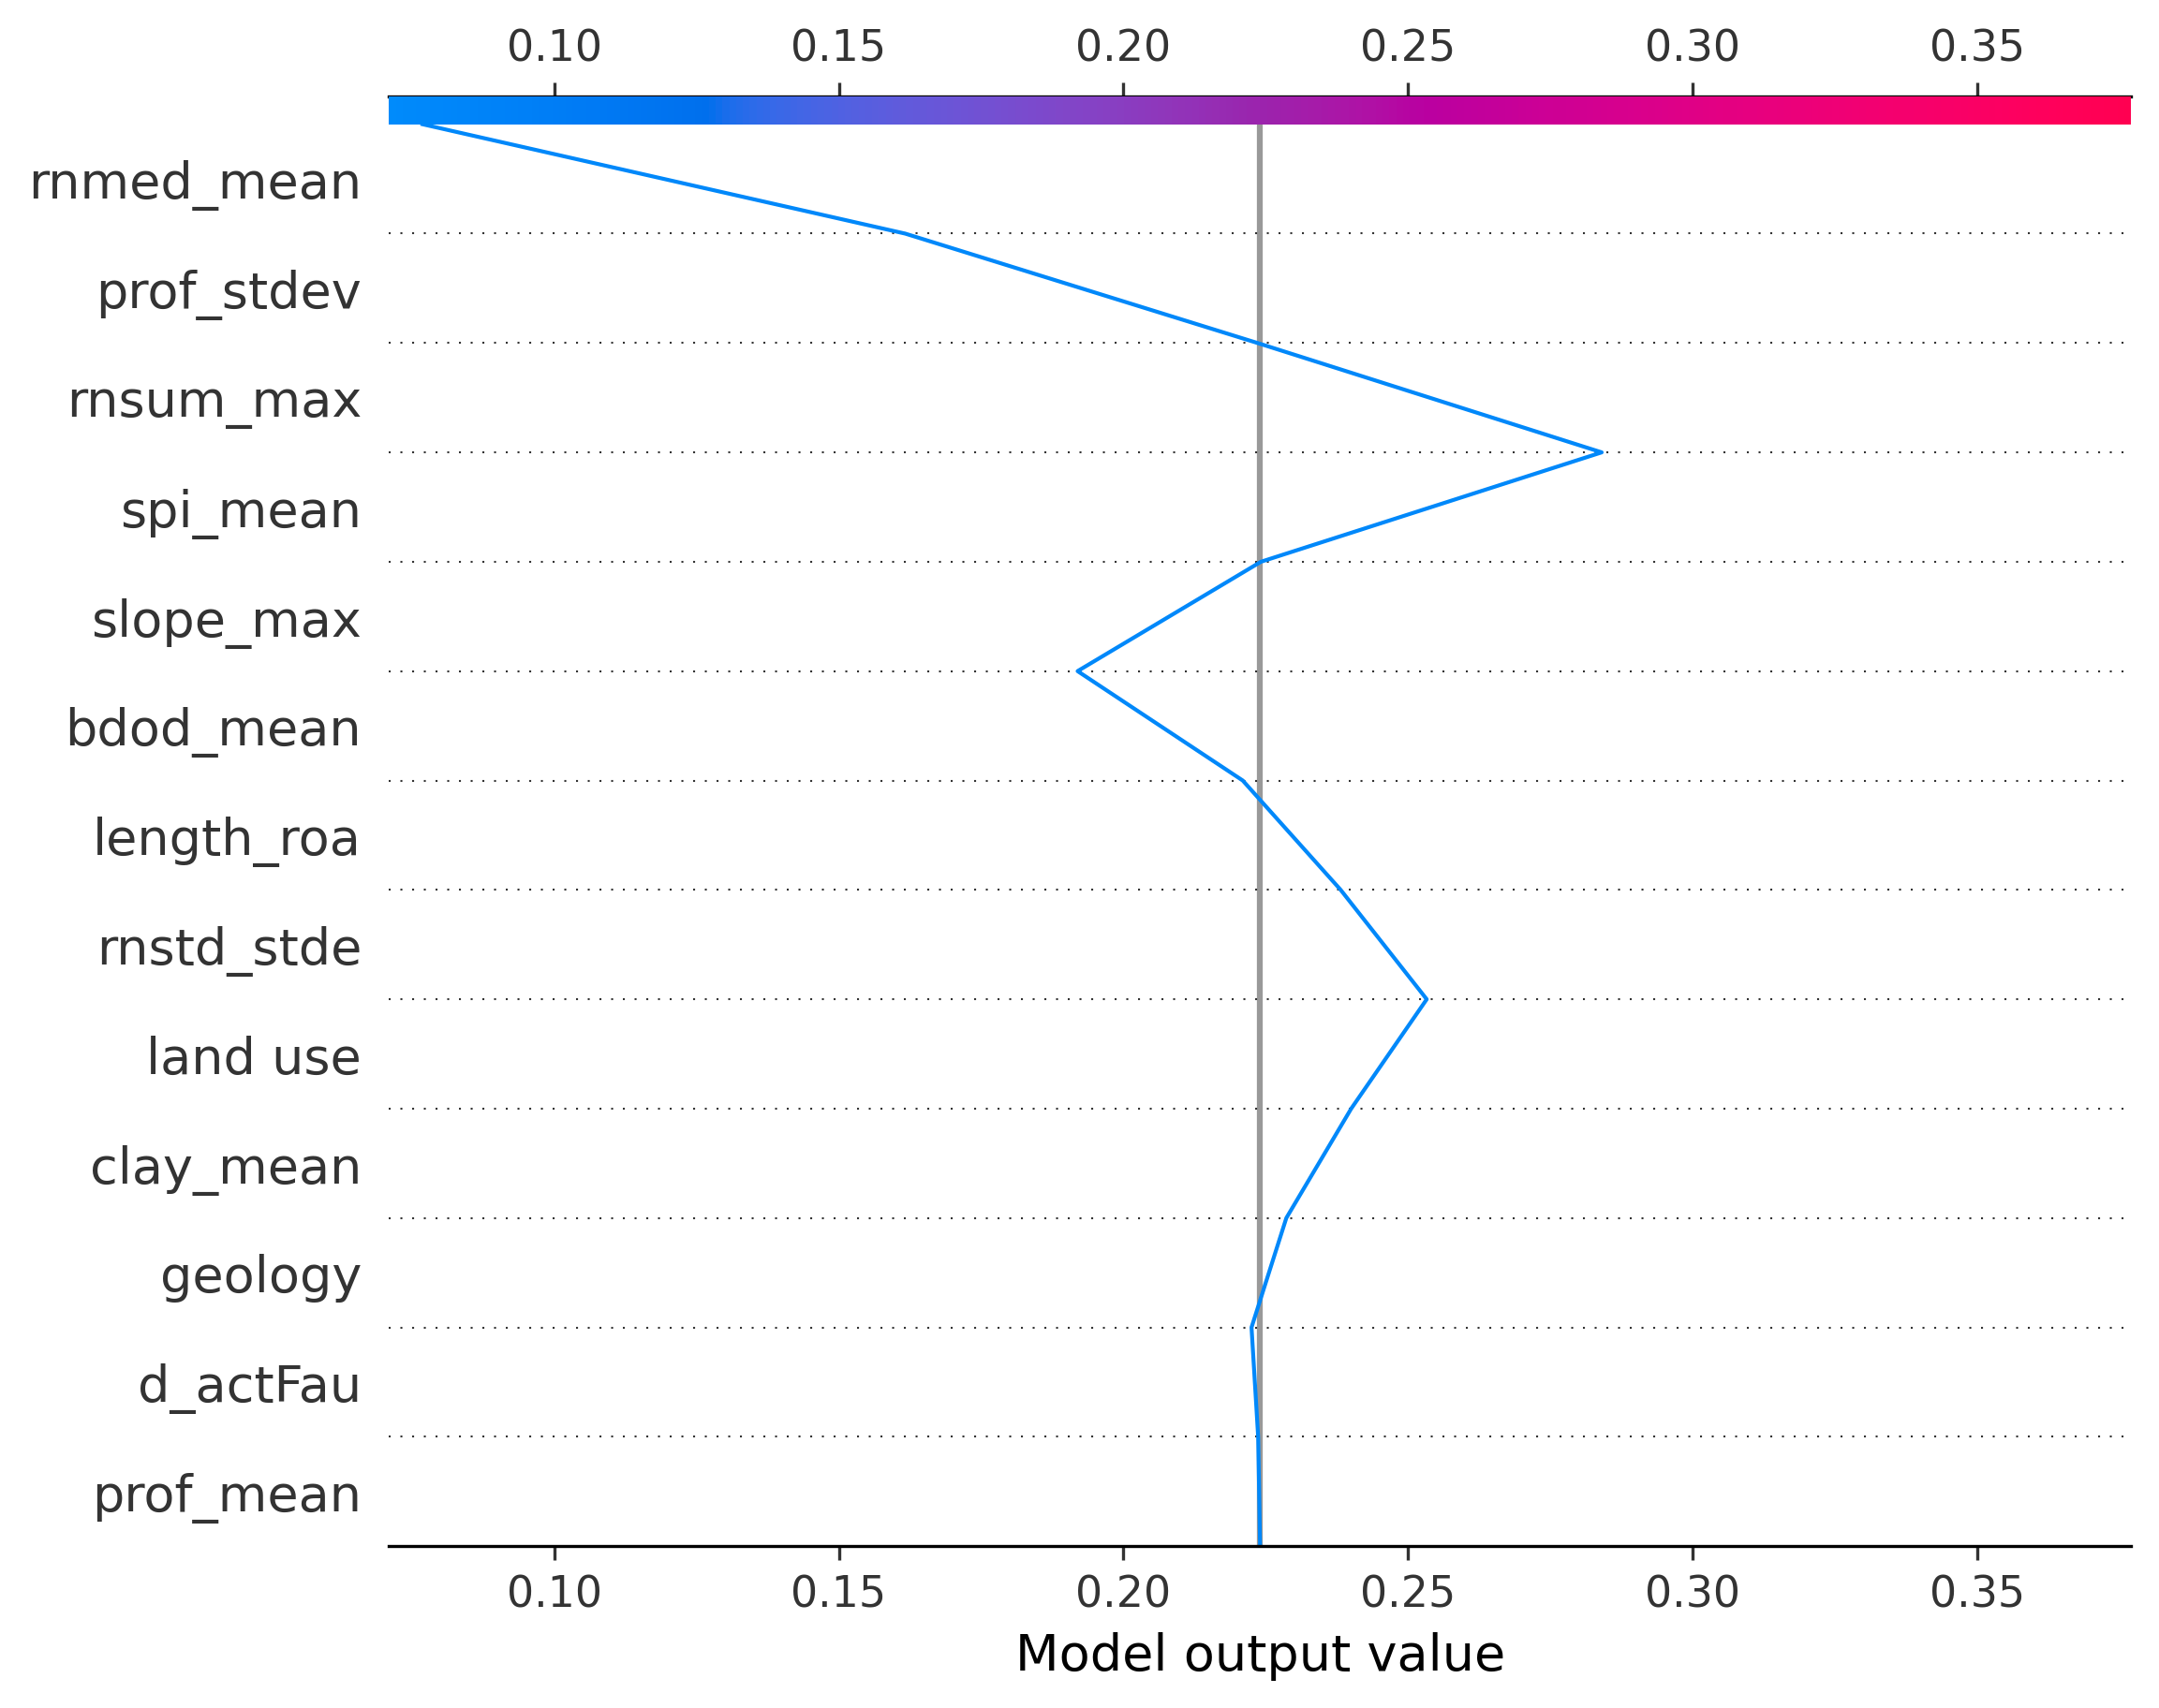 0.10 0.15 0.20 0.25 0.30 0.35
rnmed_mean
prof_stdev
rnsum_max
spi_mean
slope_max
bdod_mean
length_roa
rnstd_stde
land use
clay_mean
geology
d_actFau
prof_mean
0.10 0.15 0.20 0.25 0.30 0.35
Model output value